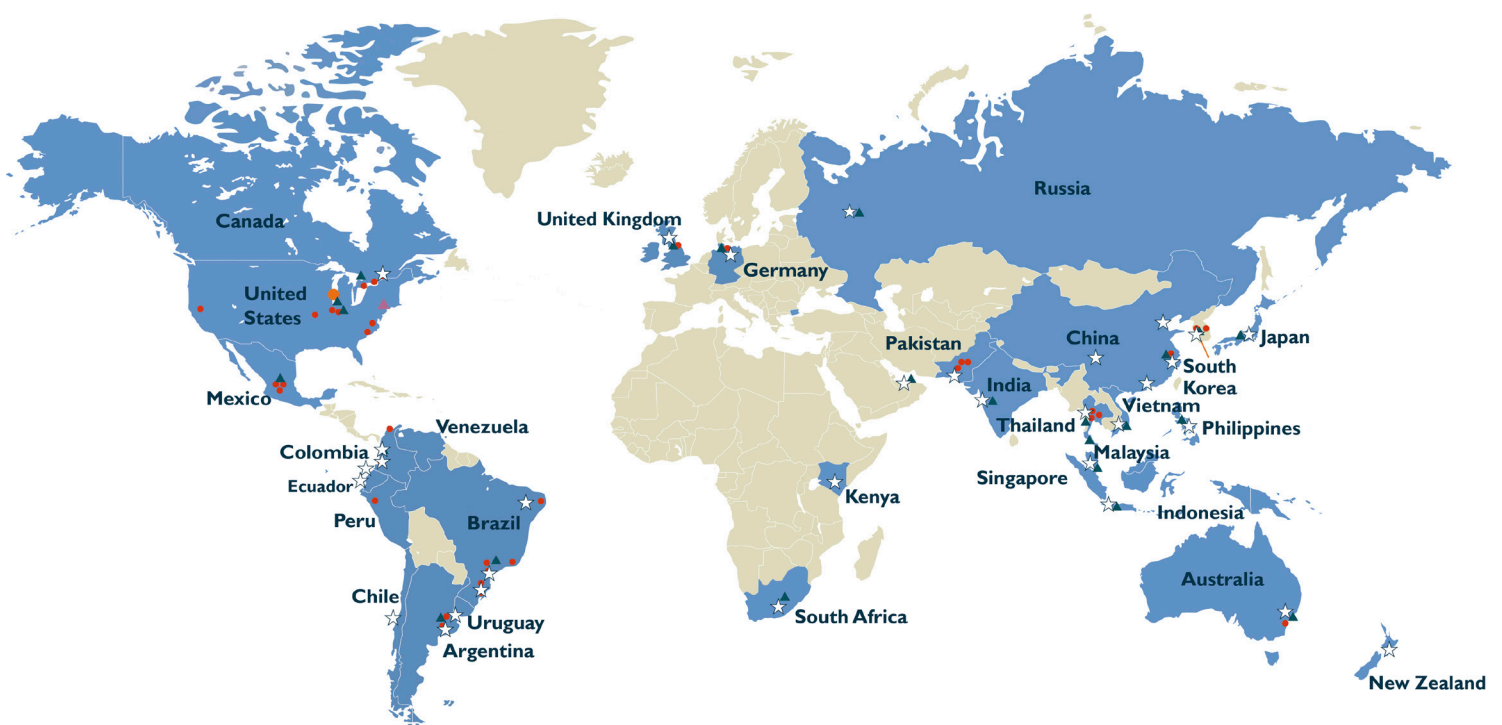 Canada
United
States
Mexico
Venezuela
Colombia
Ecuador
Peru
Brazil
Chile
Uruguay
Argentina
United Kingdom
Germany
Russia
Kenya
South Africa
Pakistan
India
China
Japan
South
Korea
Vietnam
Thailand
Philippines
Malaysia
Singapore
Indonesia
Australia
New Zealand